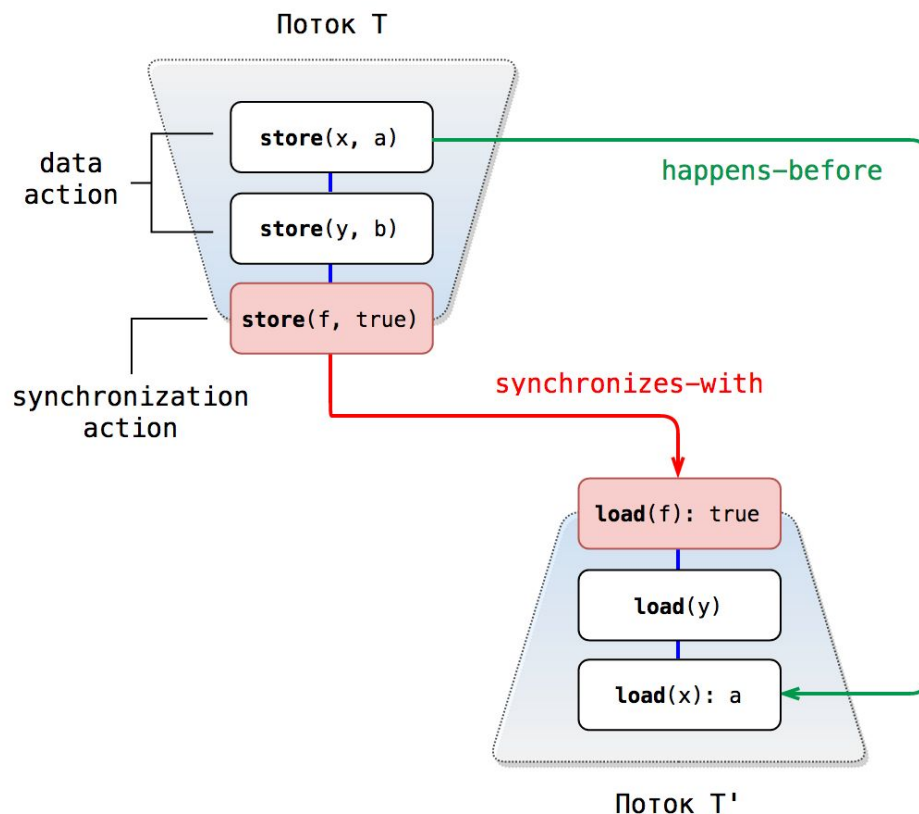 Поток T
store(x, a)
data
action
happens-before
store(y, b)
store(f, true)
synchronizes-with
synchronization
action
load(f): true
load(y)
load(x): a
Поток T'